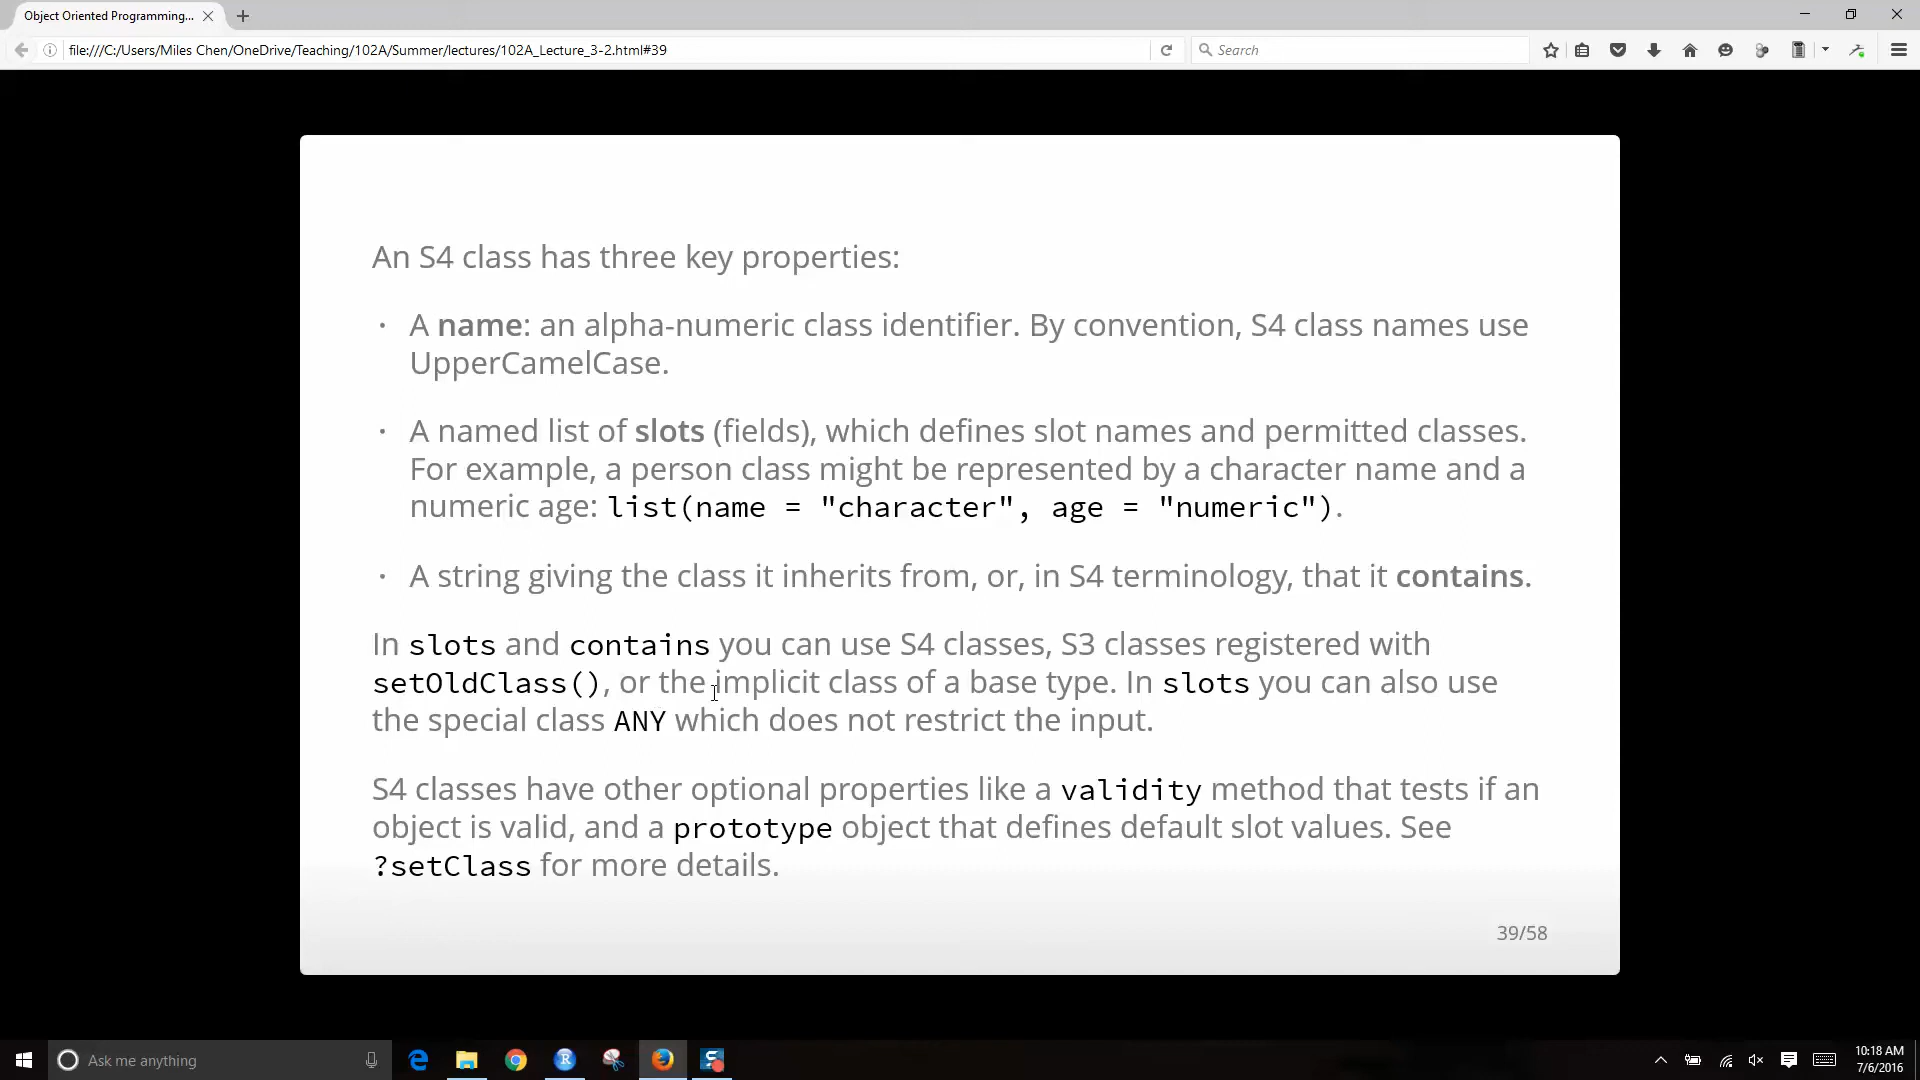 Object Oriented Programming...
file:///C:/Users/Miles Chen/OneDrive/Teaching/102A/Summer/lectures/102A_Lecture_3-2.html#39
Search
An S4 class has three key properties:
· A name: an alpha-numeric class identifier. By convention, S4 class names use
UpperCamelCase.
· A named list of slots (fields), which defines slot names and permitted classes.
For example, a person class might be represented by a character name and a
numeric age: list(name = "character", age = "numeric").
· A string giving the class it inherits from, or, in S4 terminology, that it contains.
In slots and contains you can use S4 classes, S3 classes registered with
setOldClass(), or the implicit class of a base type. In slots you can also use
the special class ANY which does not restrict the input.
S4 classes have other optional properties like a validity method that tests if an
object is valid, and a prototype object that defines default slot values. See
?setClass for more details.
39/58
Ask me anything
10:18 AM
7/6/2016